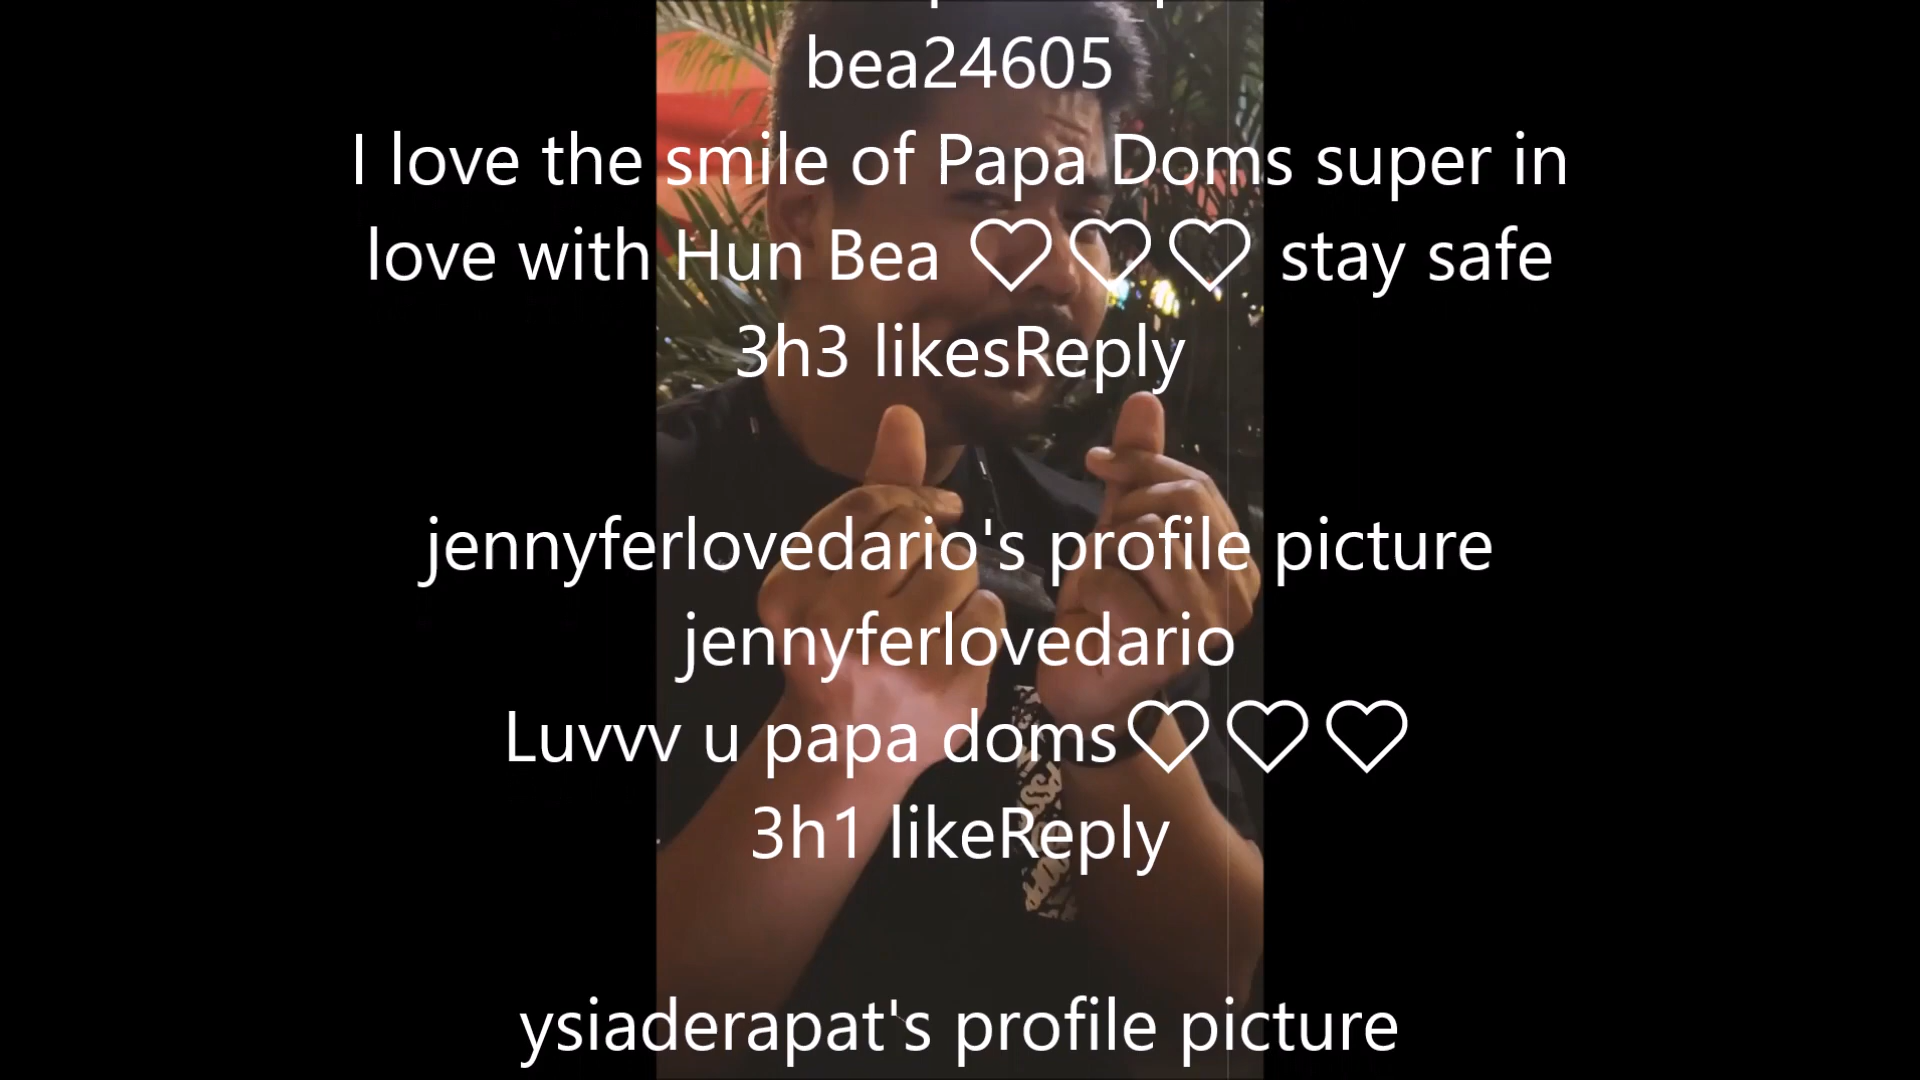 bea24605
I love the smile of Papa Doms super in
love with Hun Bea ♡♡♡ stay safe
3h3 likesReply
jennyferlovedario's profile picture
jennyferlovedario
Luvvv u papa doms♡♡♡
3h1 likeReply
ysiaderapat's profile picture